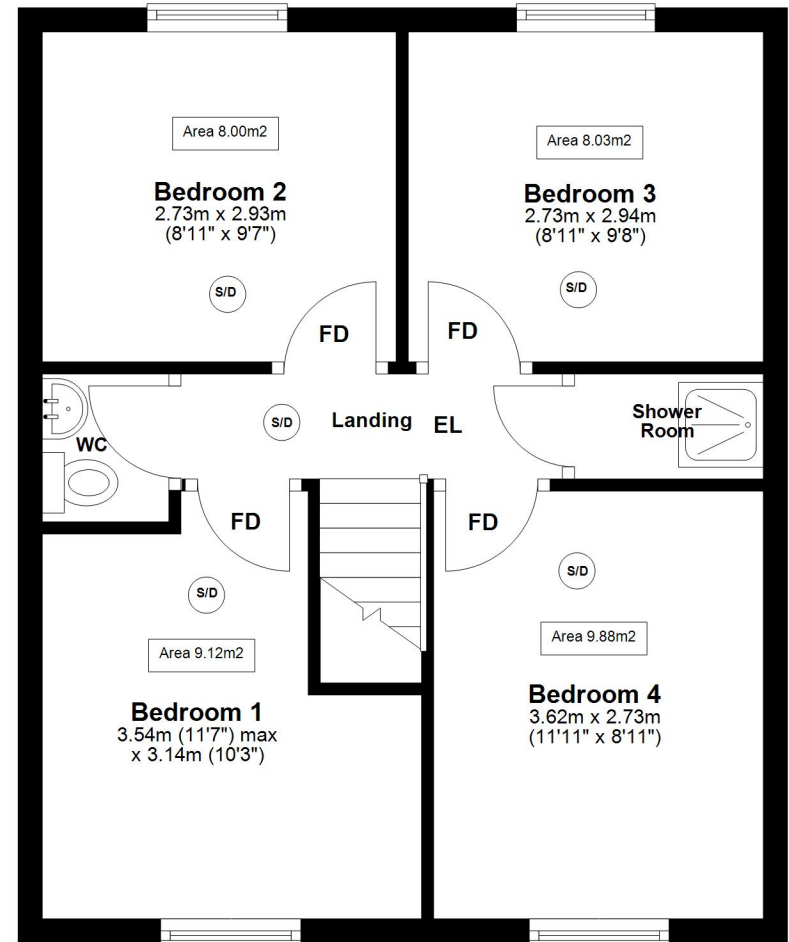 Area 8.00m2
Bedroom 2
2.73m x 2.93m
(8'11" x 9'7")
S/D
FD
Area 8.03m2
Bedroom 3
2.73m x 2.94m
(8'11" x 9'8")
S/D
FD
WC
S/D
Landing
EL
Shower
Room
FD
S/D
Area 9.12m2
Bedroom 1
3.54m (11'7") max
x 3.14m (10'3")
FD
S/D
Area 9.88m2
Bedroom 4
3.62m x 2.73m
(11'11" x 8'11")